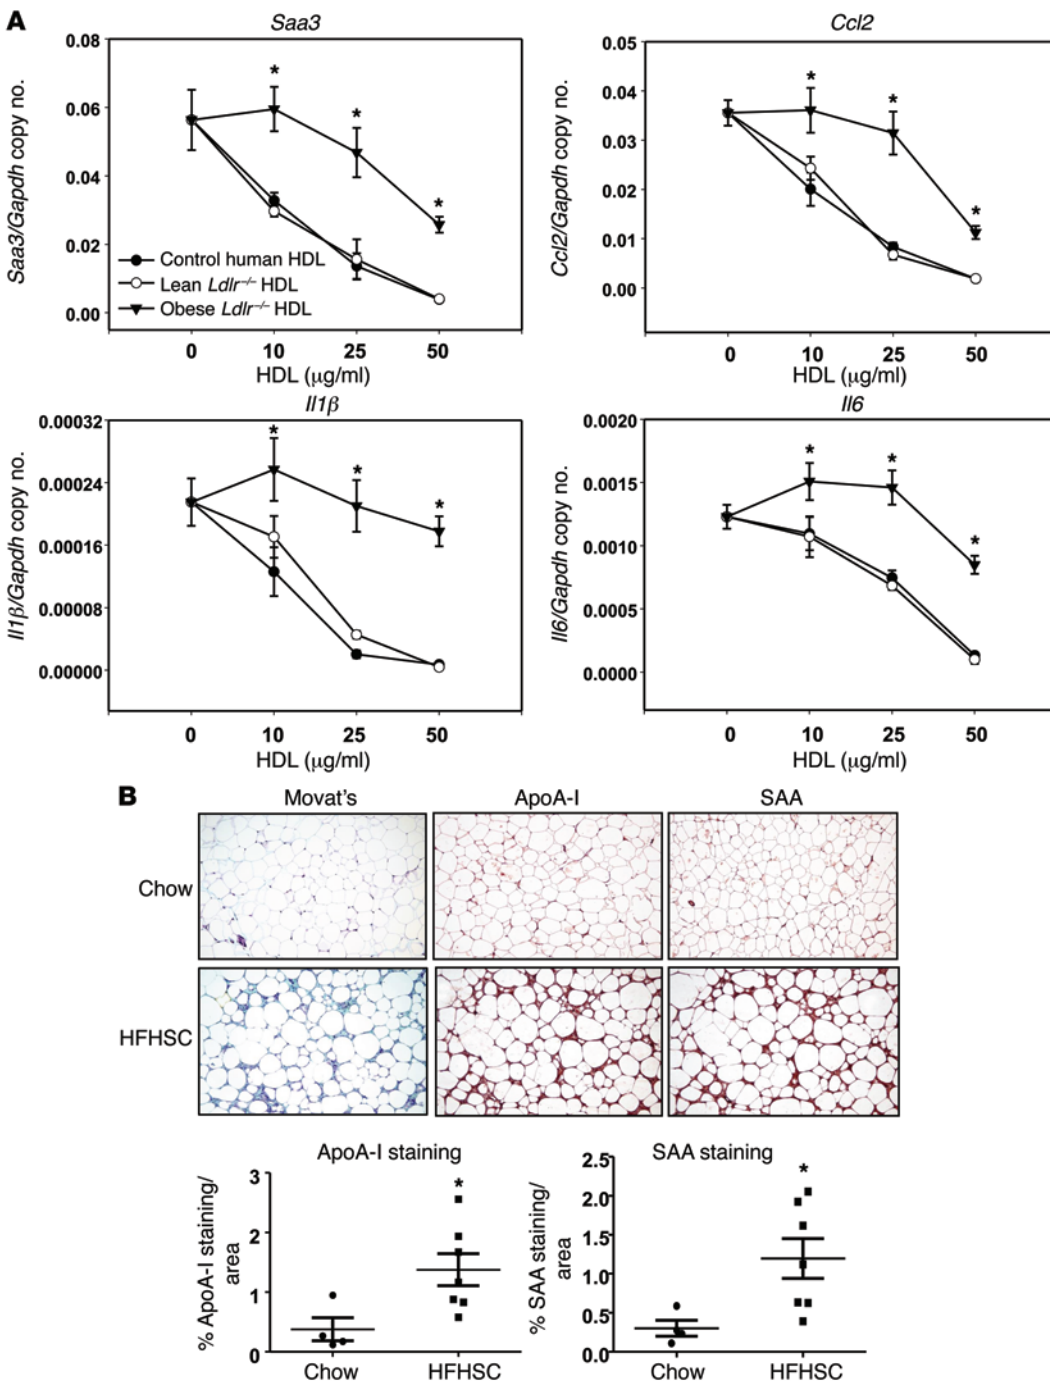 A
Saa3
Saa3/Gapdh copy no.
0.08
0.06
0.04
0.02
0.00
* * *
Control human HDL
Lean Ldlr⁻/⁻ HDL
Obese Ldlr⁻/⁻ HDL
0 10 25 50
HDL (μg/ml)
Ccl2
Ccl2/Gapdh copy no.
0.05
0.04
0.03
0.02
0.01
0.00
* * *
0 10 25 50
HDL (μg/ml)
Il1β
Il1β/Gapdh copy no.
0.00032
0.00024
0.00016
0.00008
0.00000
* * *
0 10 25 50
HDL (μg/ml)
Il6
Il6/Gapdh copy no.
0.0020
0.0015
0.0010
0.0005
0.0000
* * *
0 10 25 50
HDL (μg/ml)
B
Movat's ApoA-I SAA
Chow
HFHSC
ApoA-I staining
% ApoA-I staining/
area
3
2
1
0
*
Chow HFHSC
SAA staining
% SAA staining/
area
2.5
2.0
1.5
1.0
0.5
0.0
*
Chow HFHSC